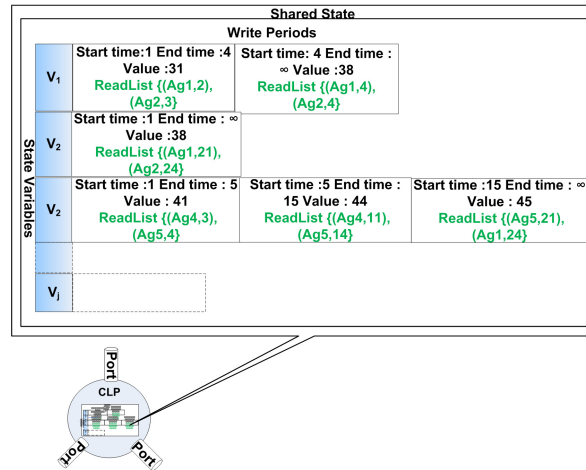 Shared State
Write Periods
State Variables
V1
Start time:1 End time :4
Value :31
ReadList {(Ag1,2),
(Ag2,3}
Start time: 4 End time :
∞ Value :38
ReadList {(Ag1,4),
(Ag2,4}
V2
Start time :1 End time : ∞
Value :38
ReadList {(Ag1,21),
(Ag2,24}
V2
Start time :1 End time : 5
Value : 41
ReadList {(Ag4,3),
(Ag5,4}
Start time :5 End time :
15 Value : 44
ReadList {(Ag4,11),
(Ag5,14}
Start time :15 End time : ∞
Value : 45
ReadList {(Ag5,21),
(Ag1,24}
Vj
Port
CLP
Port
Port